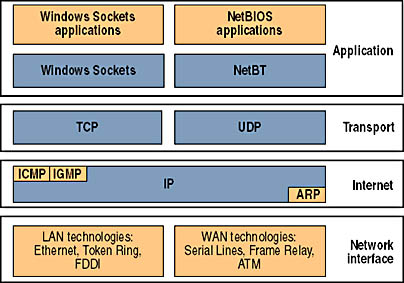 Windows Sockets
applications
NetBIOS
applications
Windows Sockets
NetBT
Application
TCP
UDP
Transport
ICMP
IGMP
IP
ARP
Internet
LAN technologies:
Ethernet, Token Ring,
FDDI
WAN technologies:
Serial Lines, Frame Relay,
ATM
Network
interface